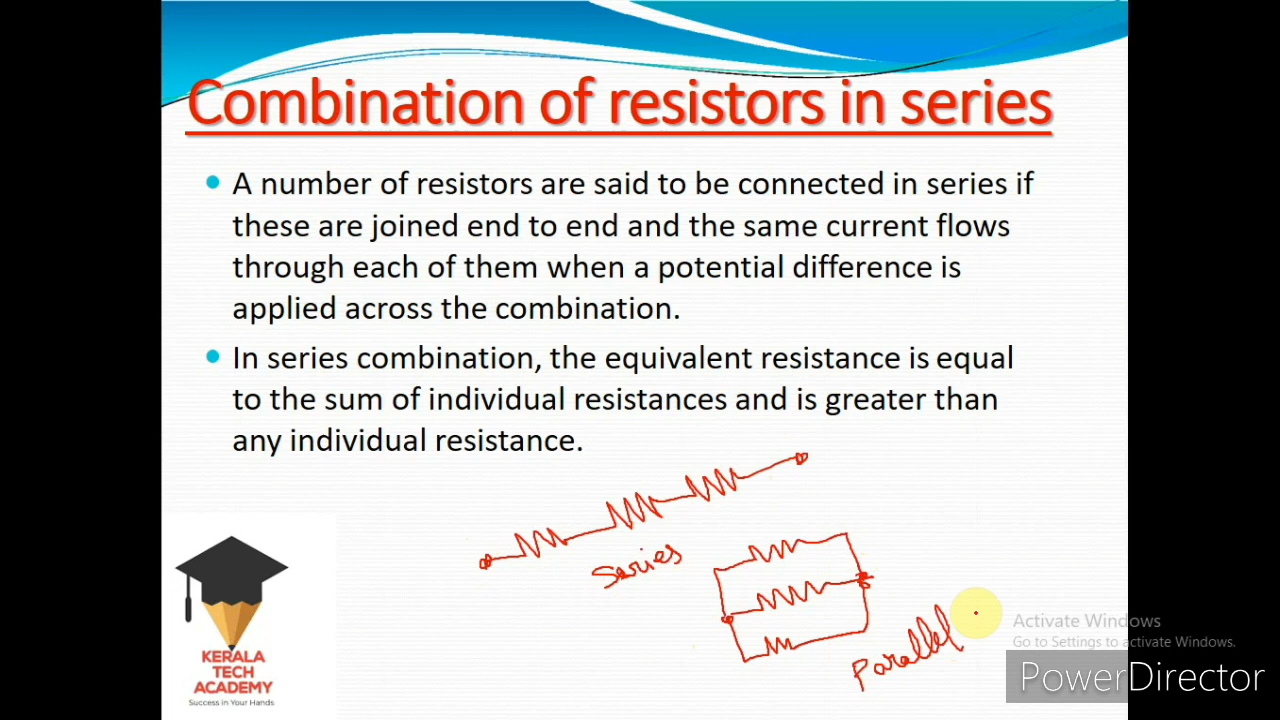 Combination of resistors in series
A number of resistors are said to be connected in series if
these are joined end to end and the same current flows
through each of them when a potential difference is
applied across the combination.
In series combination, the equivalent resistance is equal
to the sum of individual resistances and is greater than
any individual resistance.
Series
Parallel
KERALA
TECH
ACADEMY
Success in Your Hands
Activate Windows
Go to Settings to activate Windows.
PowerDirector